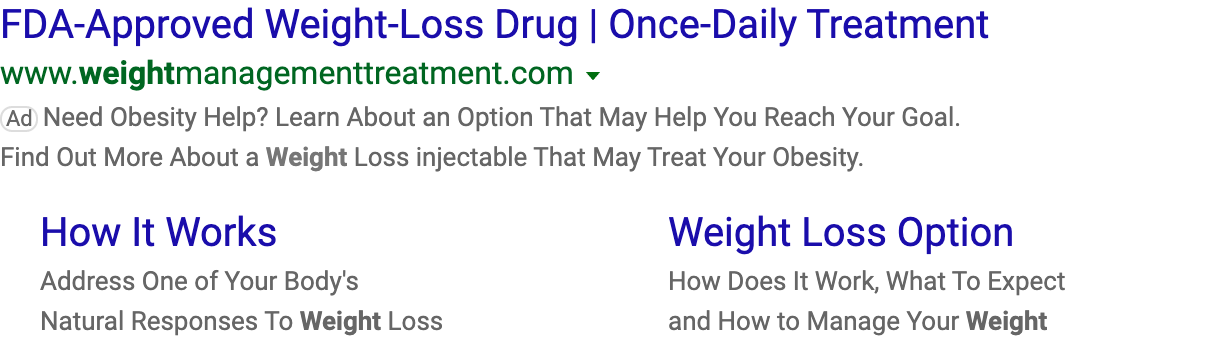 FDA-Approved Weight-Loss Drug | Once-Daily Treatment
www.weightmanagementtreatment.com
Ad Need Obesity Help? Learn About an Option That May Help You Reach Your Goal.
Find Out More About a Weight Loss injectable That May Treat Your Obesity.
How It Works
Address One of Your Body's
Natural Responses To Weight Loss
Weight Loss Option
How Does It Work, What To Expect
and How to Manage Your Weight